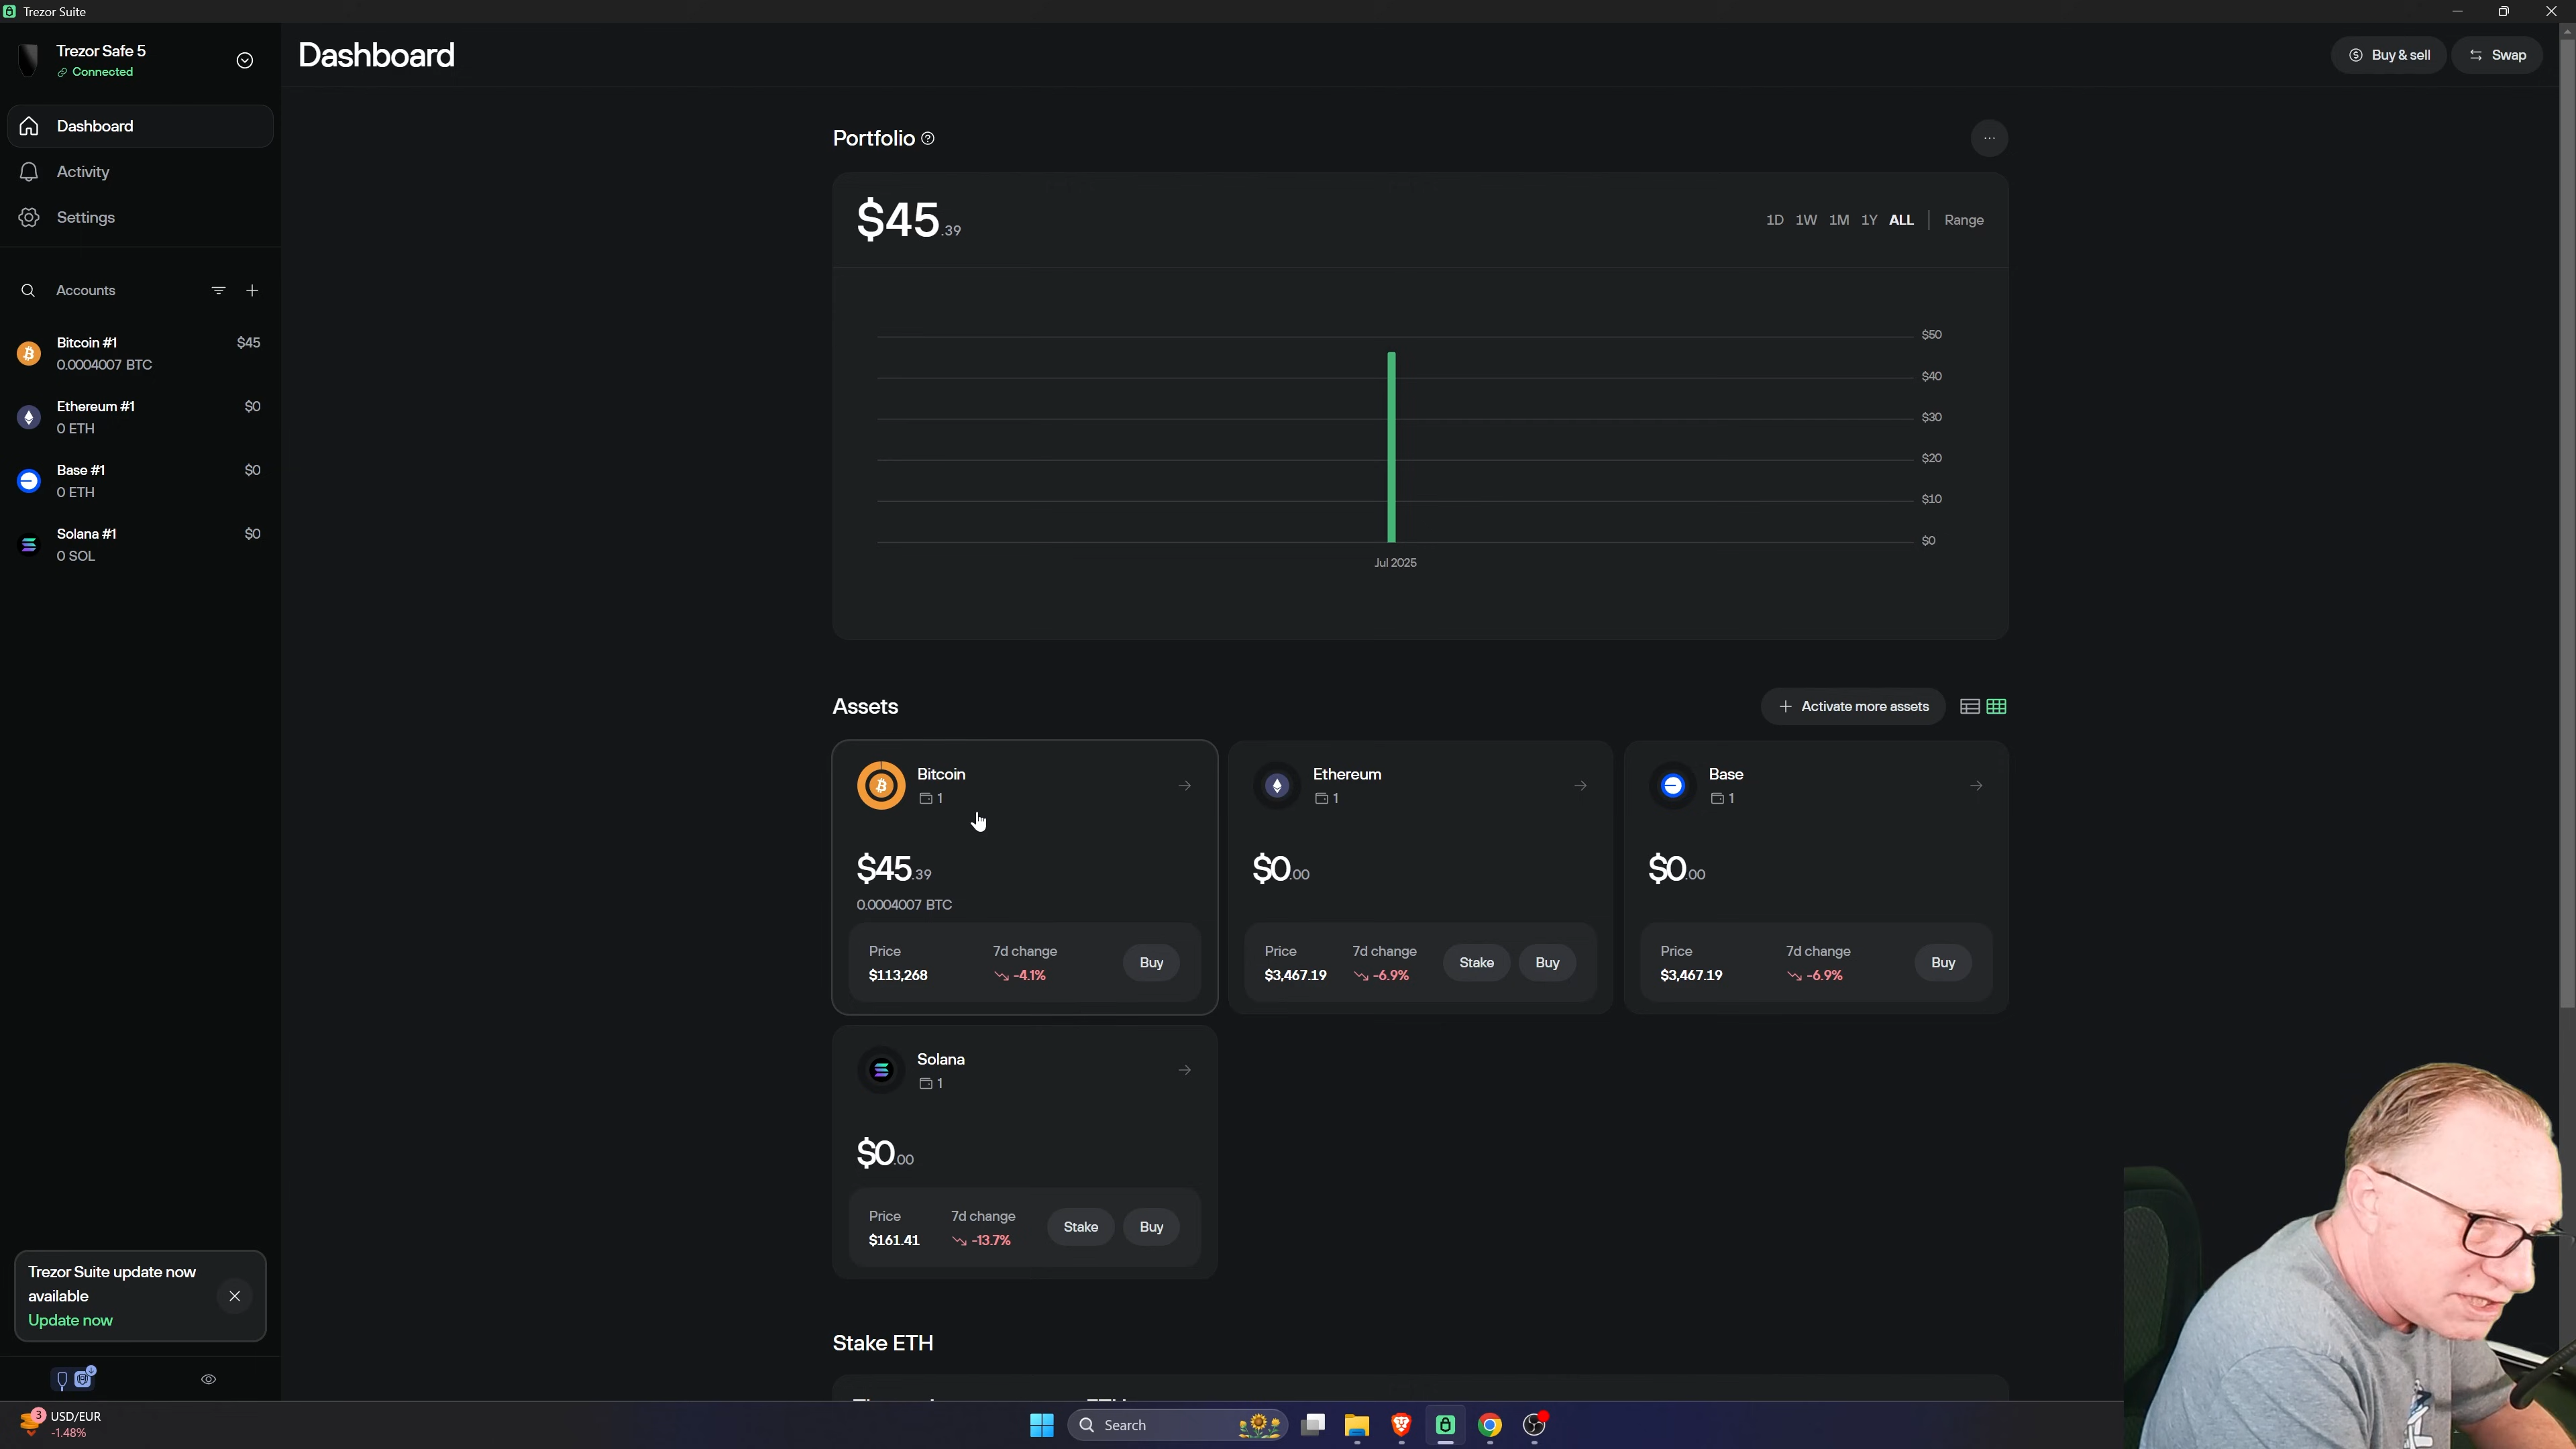 Trezor Suite
Trezor Safe 5
Connected
Dashboard
Activity
Settings
Accounts
Bitcoin #1
$45
0.0004007 BTC
Ethereum #1
$0
0 ETH
Base #1
$0
0 ETH
Solana #1
$0
0 SOL
Trezor Suite update now
available
Update now
Dashboard
Buy & sell
Swap
Portfolio
$45.39
1D 1W 1M 1Y ALL Range
$50
$40
$30
$20
$10
$0
Jul 2025
Assets
Activate more assets
Bitcoin
1
$45.39
0.0004007 BTC
Price
7d change
$113,268
-4.1%
Buy
Ethereum
1
$0.00
Price
7d change
$3,467.19
-6.9%
Stake
Buy
Base
1
$0.00
Price
7d change
$3,467.19
-6.9%
Buy
Solana
1
$0.00
Price
7d change
$161.41
-13.7%
Stake
Buy
Stake ETH
3
USD/EUR
-1.48%
Search